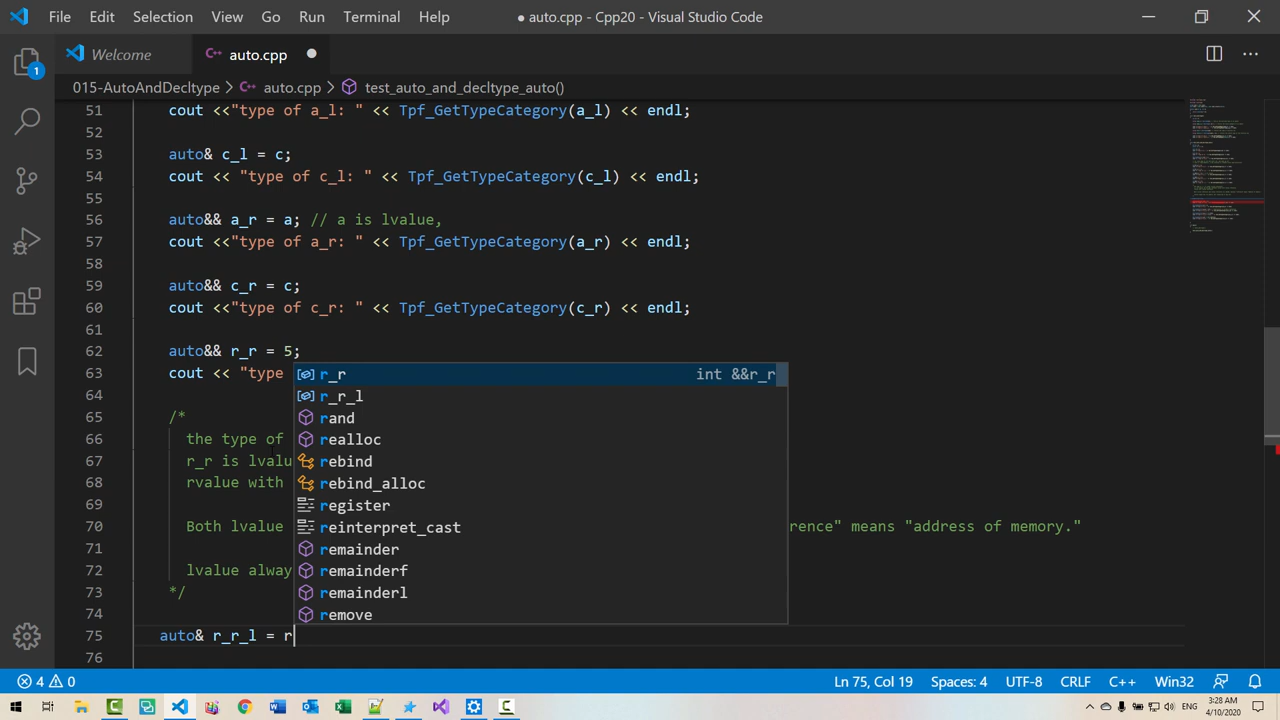 File Edit Selection View Go Run Terminal Help
● auto.cpp - Cpp20 - Visual Studio Code
Welcome
C++ auto.cpp ●
015-AutoAndDecltype > C++ auto.cpp > test_auto_and_decltype_auto()
51 cout <<"type of a_l: " << Tpf_GetTypeCategory(a_l) << endl;
52
53 auto& c_l = c;
54 cout << "type of c_l: " << Tpf_GetTypeCategory(c_l) << endl;
55
56 auto&& a_r = a; // a is lvalue,
57 cout <<"type of a_r: " << Tpf_GetTypeCategory(a_r) << endl;
58
59 auto&& c_r = c;
60 cout <<"type of c_r: " << Tpf_GetTypeCategory(c_r) << endl;
61
62 auto&& r_r = 5;
63 cout << "type
64
65 /*
66 the type of
67 r_r is lvalu
68 rvalue with
69
70 Both lvalue rence" means "address of memory."
71
72 lvalue alway
73 */
74
75 auto& r_r_l = r
76
r_r int &&r_r
r_r_l
rand
realloc
rebind
rebind_alloc
register
reinterpret_cast
remainder
remainderf
remainderl
remove
1
4 0 Ln 75, Col 19 Spaces: 4 UTF-8 CRLF C++ Win32
ENG
3:28 AM
4/10/2020